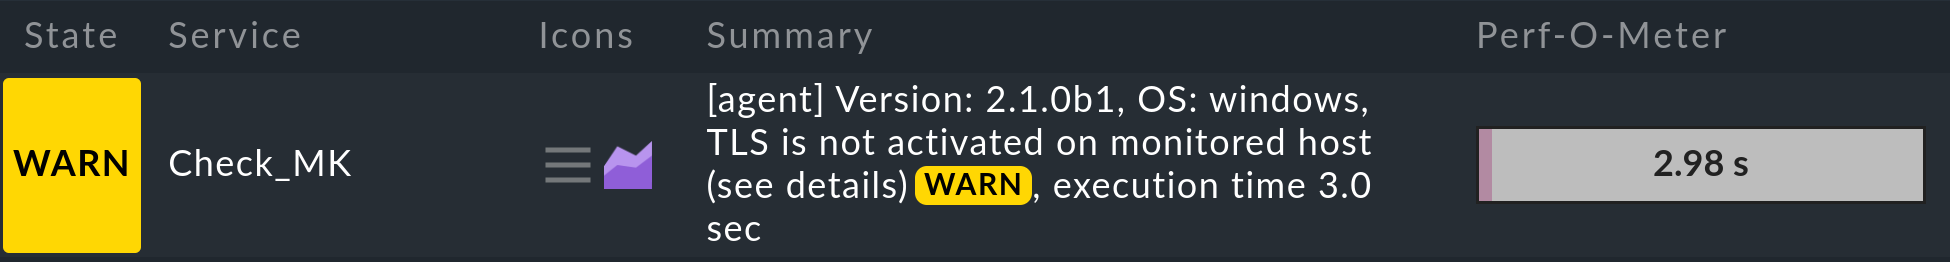 State Service Icons Summary Perf-O-Meter
WARN Check_MK
[agent] Version: 2.1.0b1, OS: windows,
TLS is not activated on monitored host
(see details) WARN, execution time 3.0
sec
2.98 s